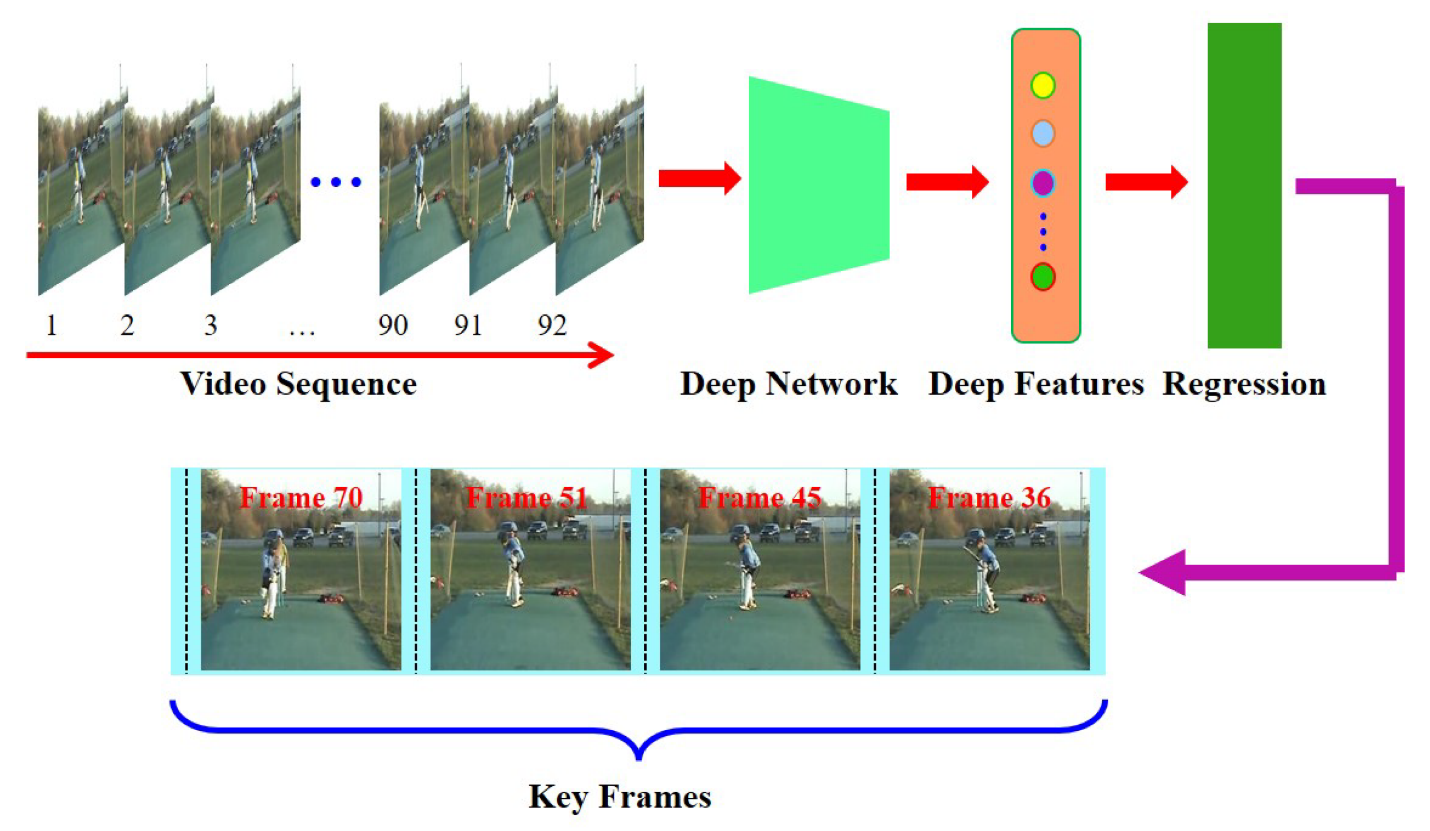 1 2 3 … 90 91 92
Video Sequence
Deep Network
Deep Features
Regression
Frame 70
Frame 51
Frame 45
Frame 36
Key Frames